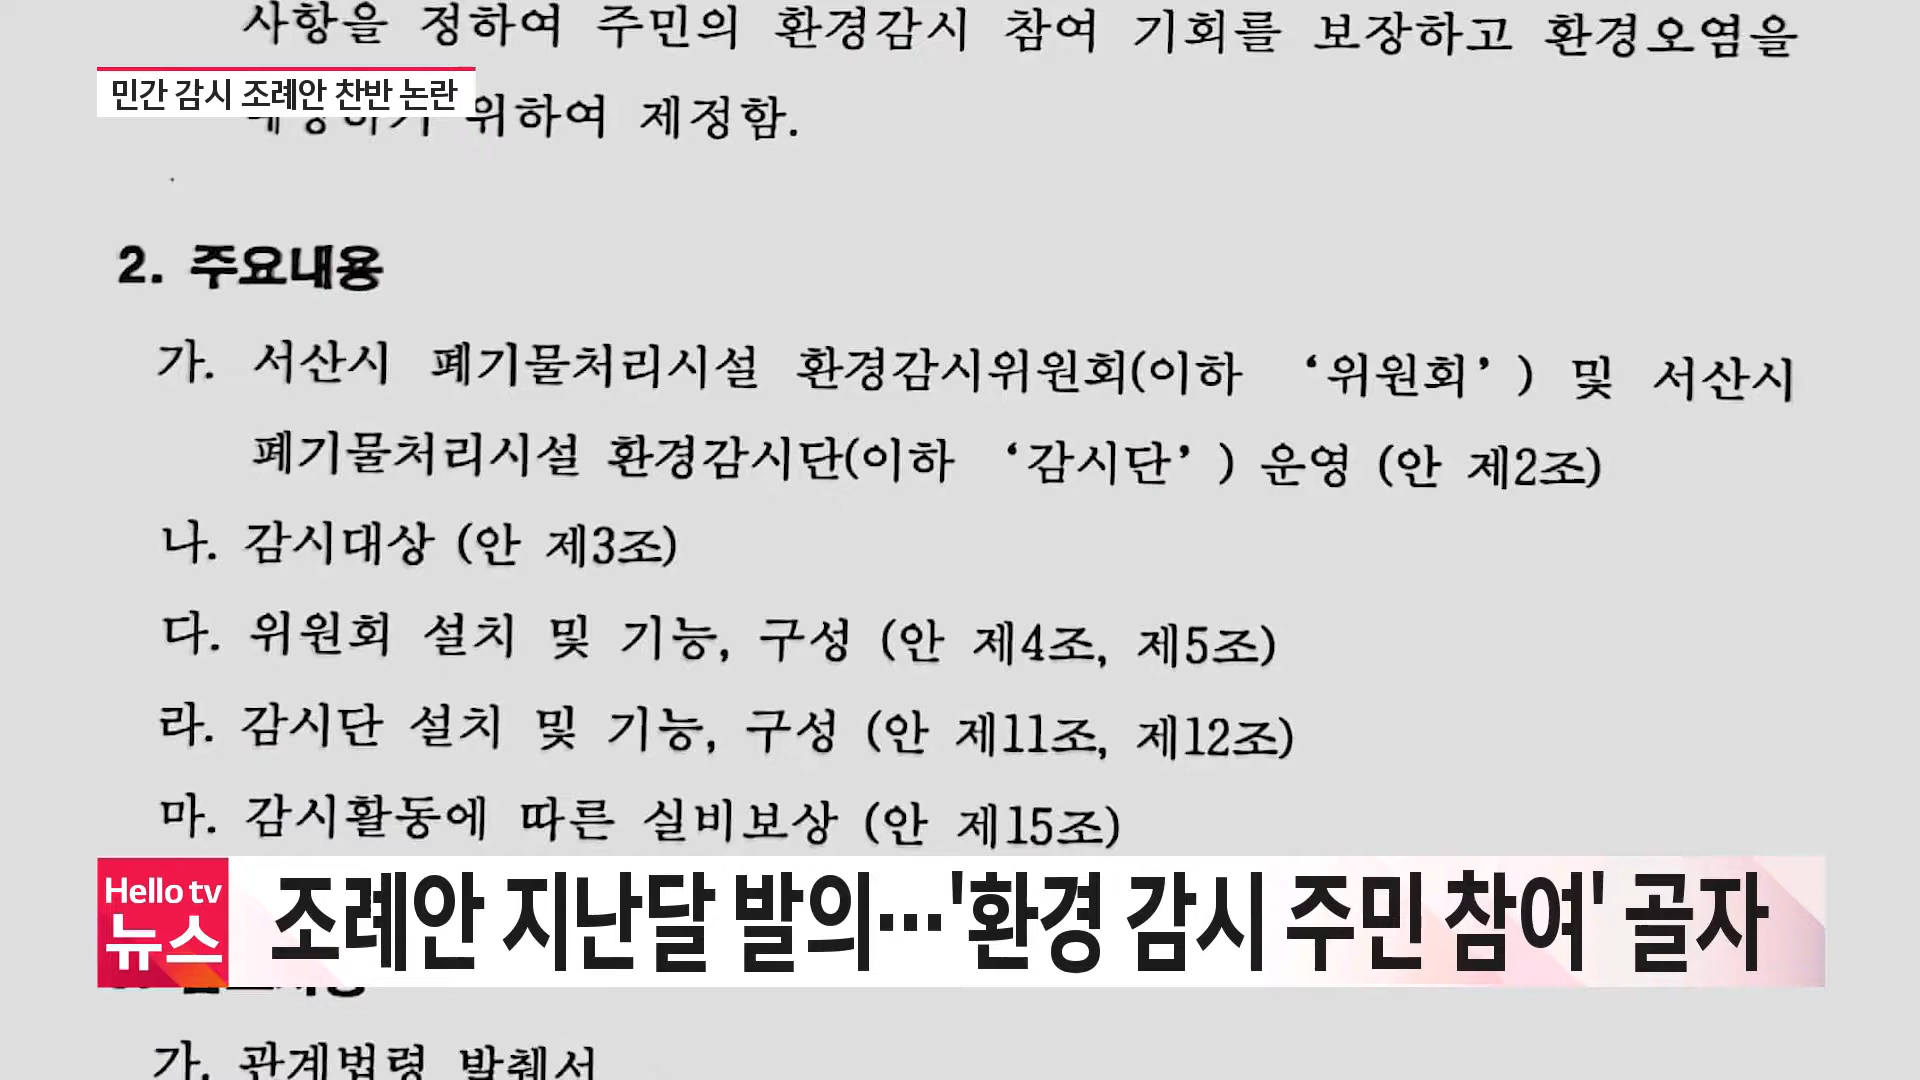 사항을 정하여 주민의 환경감시 참여 기회를 보장하고 환경오염을
민간 감시 조례안 찬반 논란
위하여 제정함.
2. 주요내용
가. 서산시 폐기물처리시설 환경감시위원회(이하 ‘위원회’) 및 서산시
폐기물처리시설 환경감시단(이하 ‘감시단’) 운영 (안 제2조)
나. 감시대상 (안 제3조)
다. 위원회 설치 및 기능, 구성 (안 제4조, 제5조)
라. 감시단 설치 및 기능, 구성 (안 제11조, 제12조)
마. 감시활동에 따른 실비보상 (안 제15조)
Hello tv
뉴스
조례안 지난달 발의…'환경 감시 주민 참여' 골자
가. 관계법령 발췌서